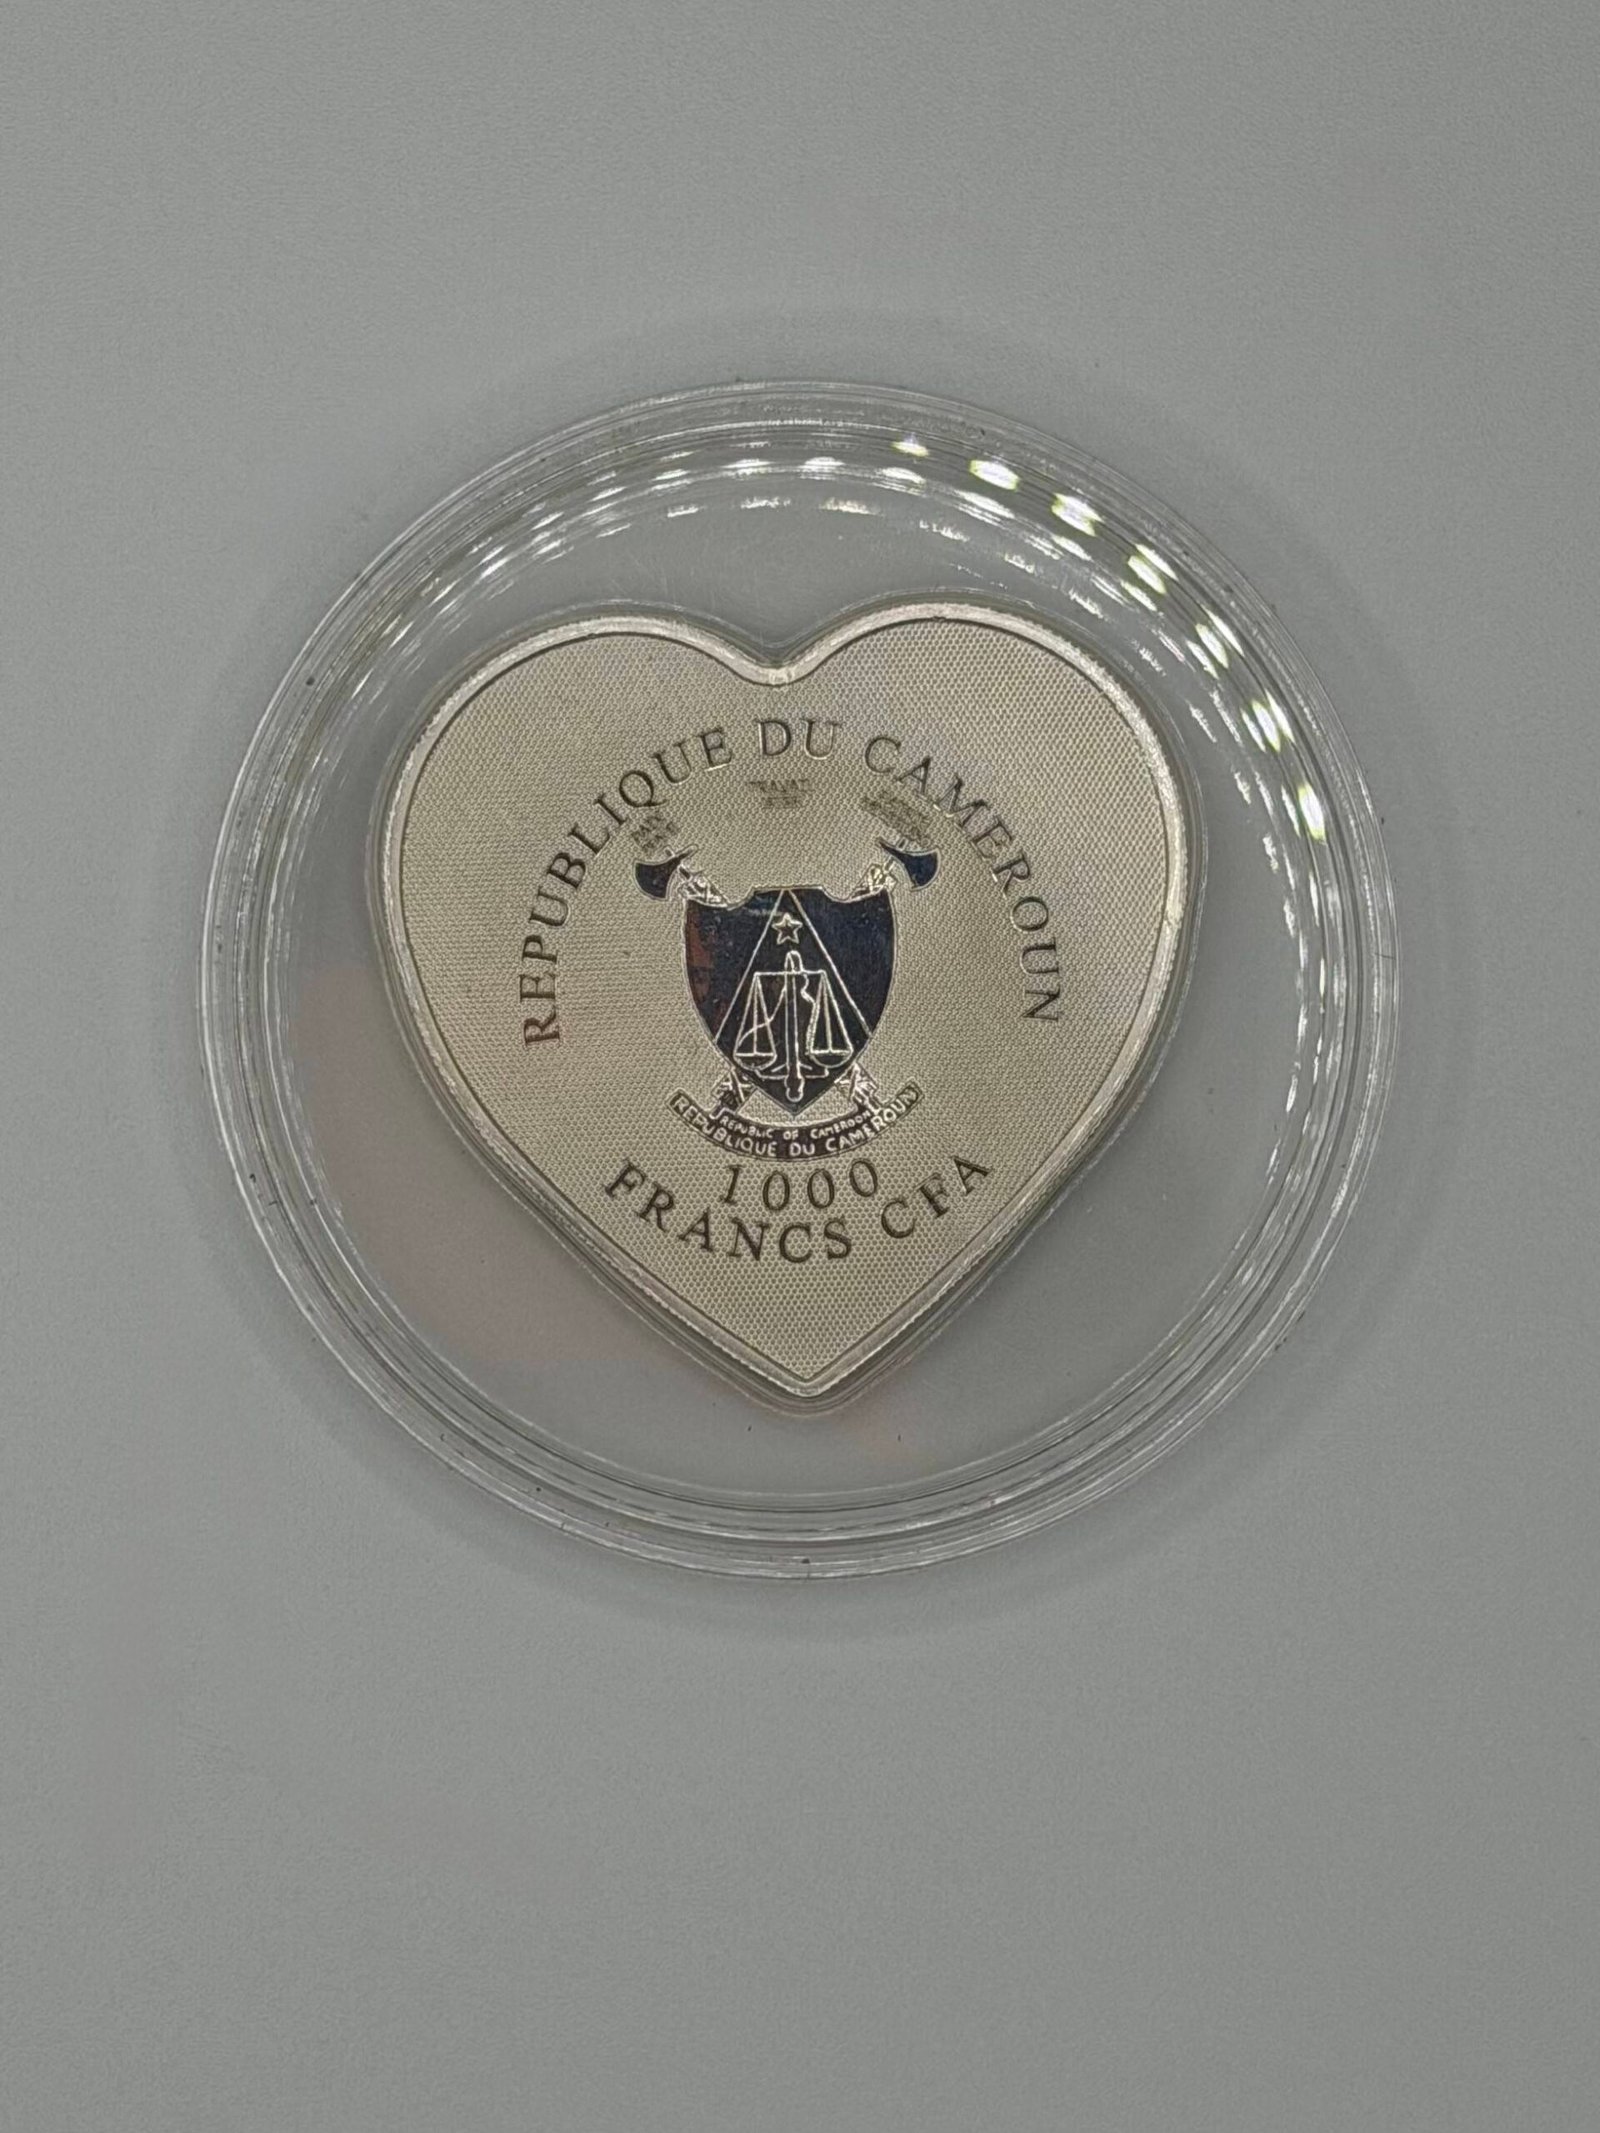 REPUBLIQUE DU CAMEROUN
REPUBLIC OF CAMEROON
REPUBLIQUE DU CAMEROUN
1000
FRANCS CFA